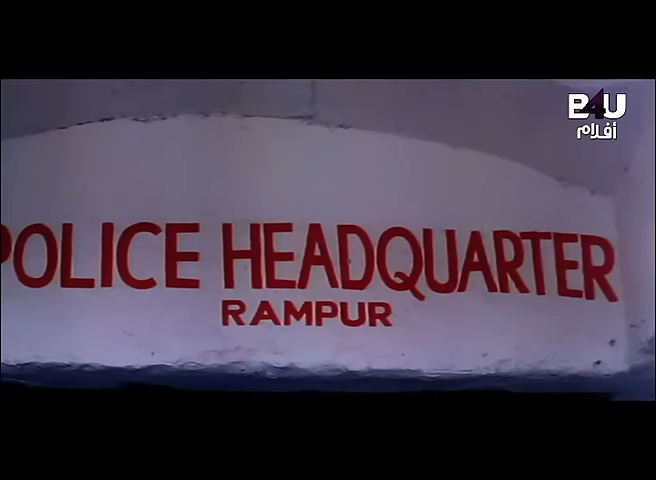 B4U
أفلام
POLICE HEADQUARTER
RAMPUR